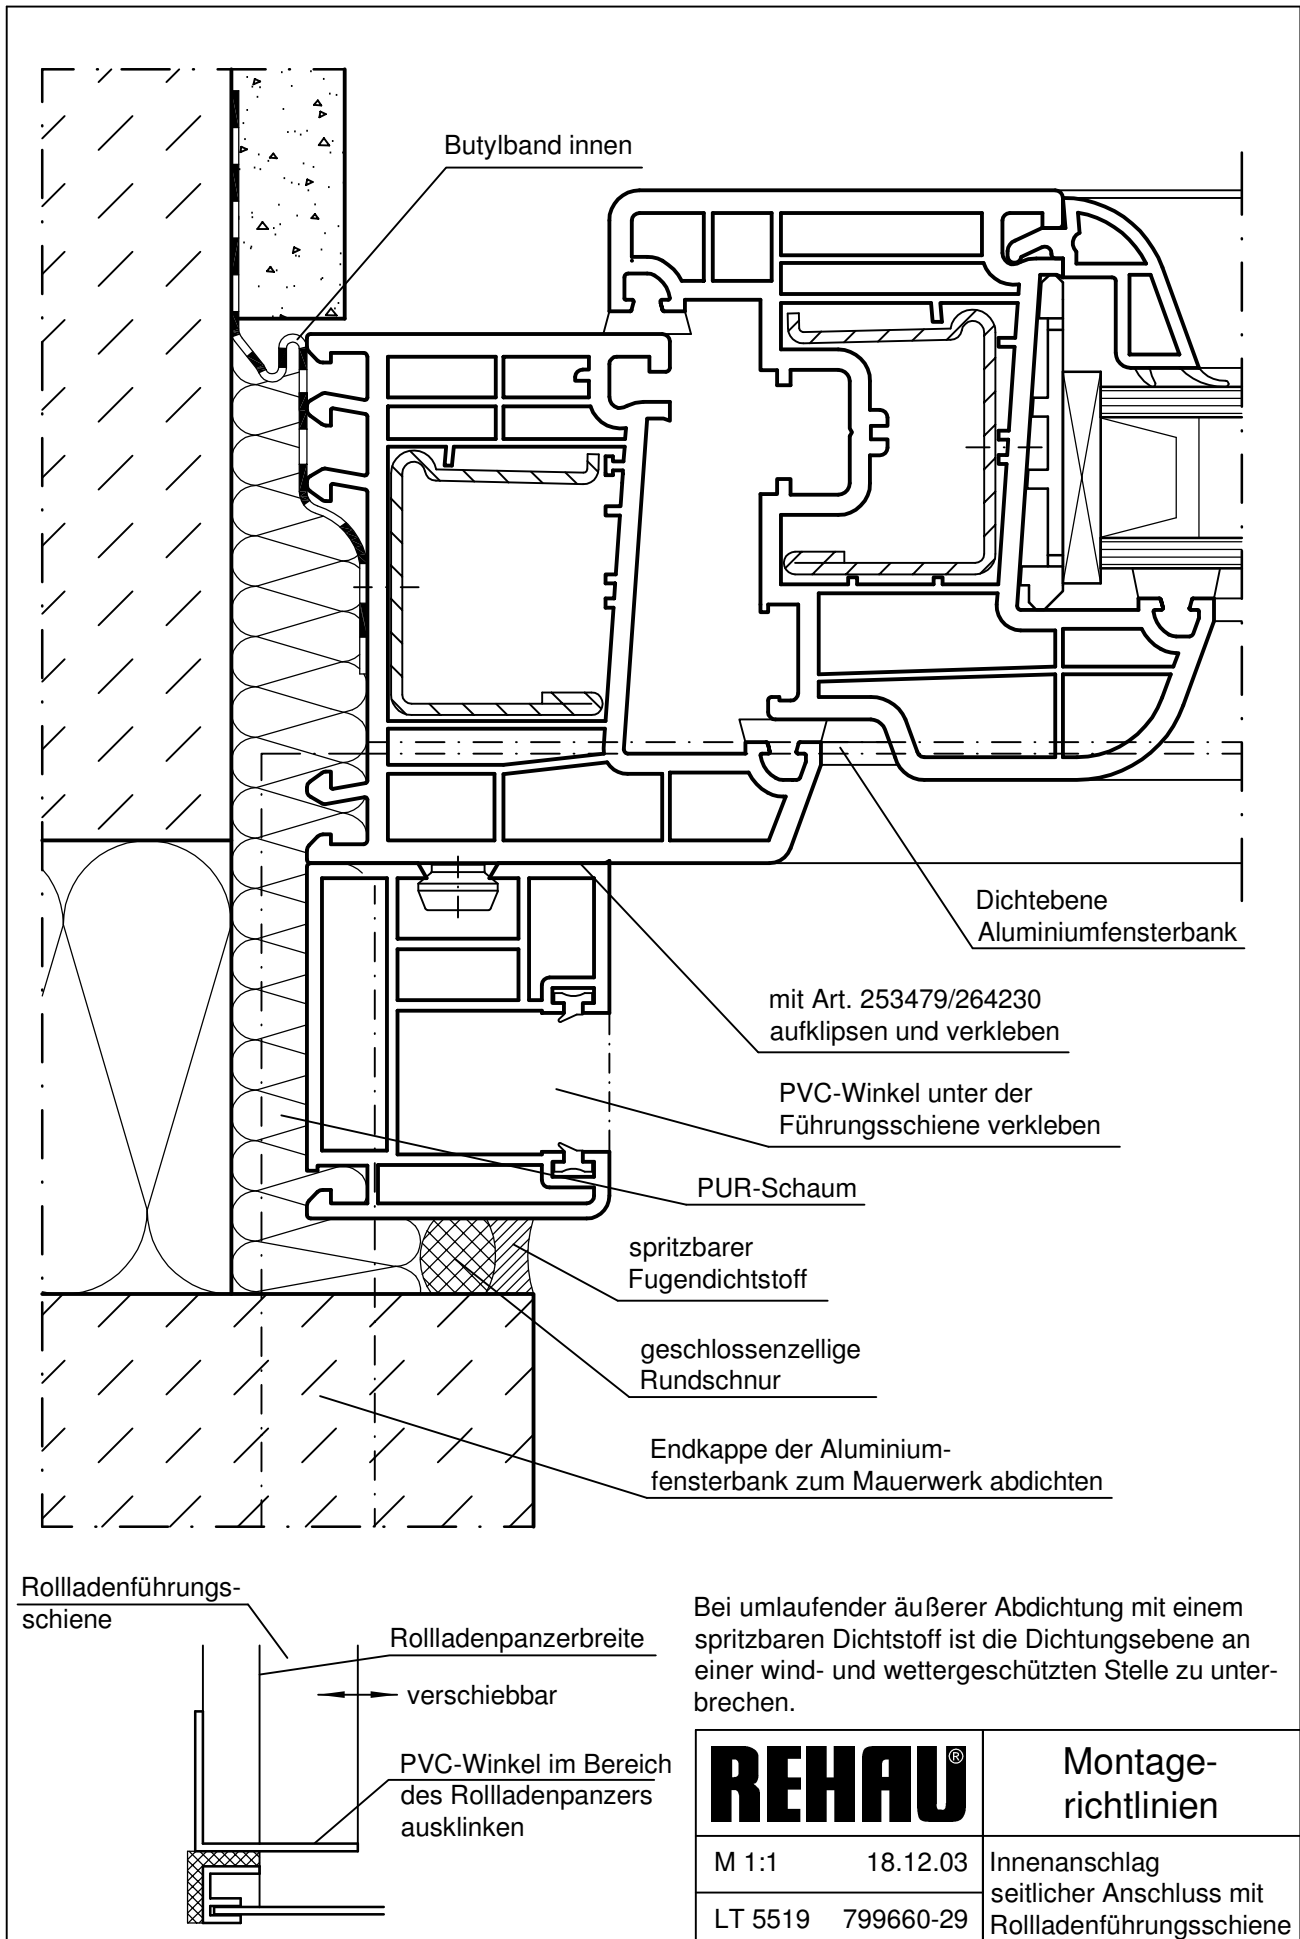 Butylband innen
Dichtebene
Aluminiumfensterbank
mit Art. 253479/264230
aufklipsen und verkleben
PVC-Winkel unter der
Führungsschiene verkleben
PUR-Schaum
spritzbarer
Fugendichtstoff
geschlossenzellige
Rundschnur
Endkappe der Aluminium-
fensterbank zum Mauerwerk abdichten
Rollladenführungs-
schiene
Rollladenpanzerbreite
verschiebbar
PVC-Winkel im Bereich
des Rollladenpanzers
ausklinken
Bei umlaufender äußerer Abdichtung mit einem
spritzbaren Dichtstoff ist die Dichtungsebene an
einer wind- und wettergeschützten Stelle zu unter-
brechen.
REHAU®
Montage-
richtlinien
M 1:1 18.12.03
LT 5519 799660-29
Innenanschlag
seitlicher Anschluss mit
Rollladenführungsschiene